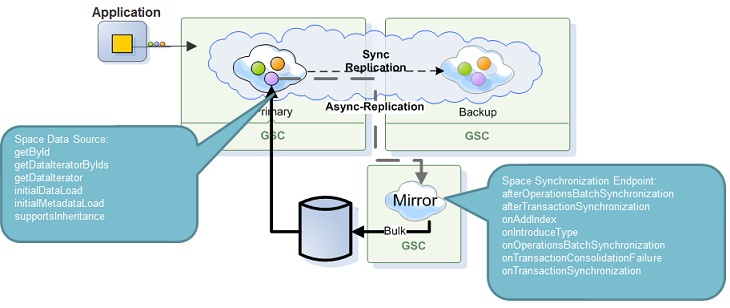 Application
Sync
Replication
Async-Replication
Primary
Backup
GSC
GSC
Space Data Source:
getById
getDataIteratorByIds
getDataIterator
initialDataLoad
initialMetadataLoad
supportsInheritance
Mirror
Bulk
GSC
Space Synchronization Endpoint:
afterOperationsBatchSynchronization
afterTransactionSynchronization
onAddIndex
onIntroduceType
onOperationsBatchSynchronization
onTransactionConsolidationFailure
onTransactionSynchronization